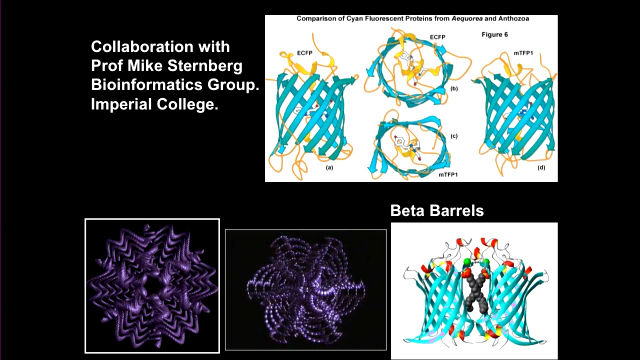 Comparison of Cyan Fluorescent Proteins from Aequorea and Anthozoa
Collaboration with
Prof Mike Sternberg
Bioinformatics Group.
Imperial College.
ECFP
ECFP
Figure 6
mTFP1
(b)
(c)
(a)
mTFP1
(d)
Beta Barrels